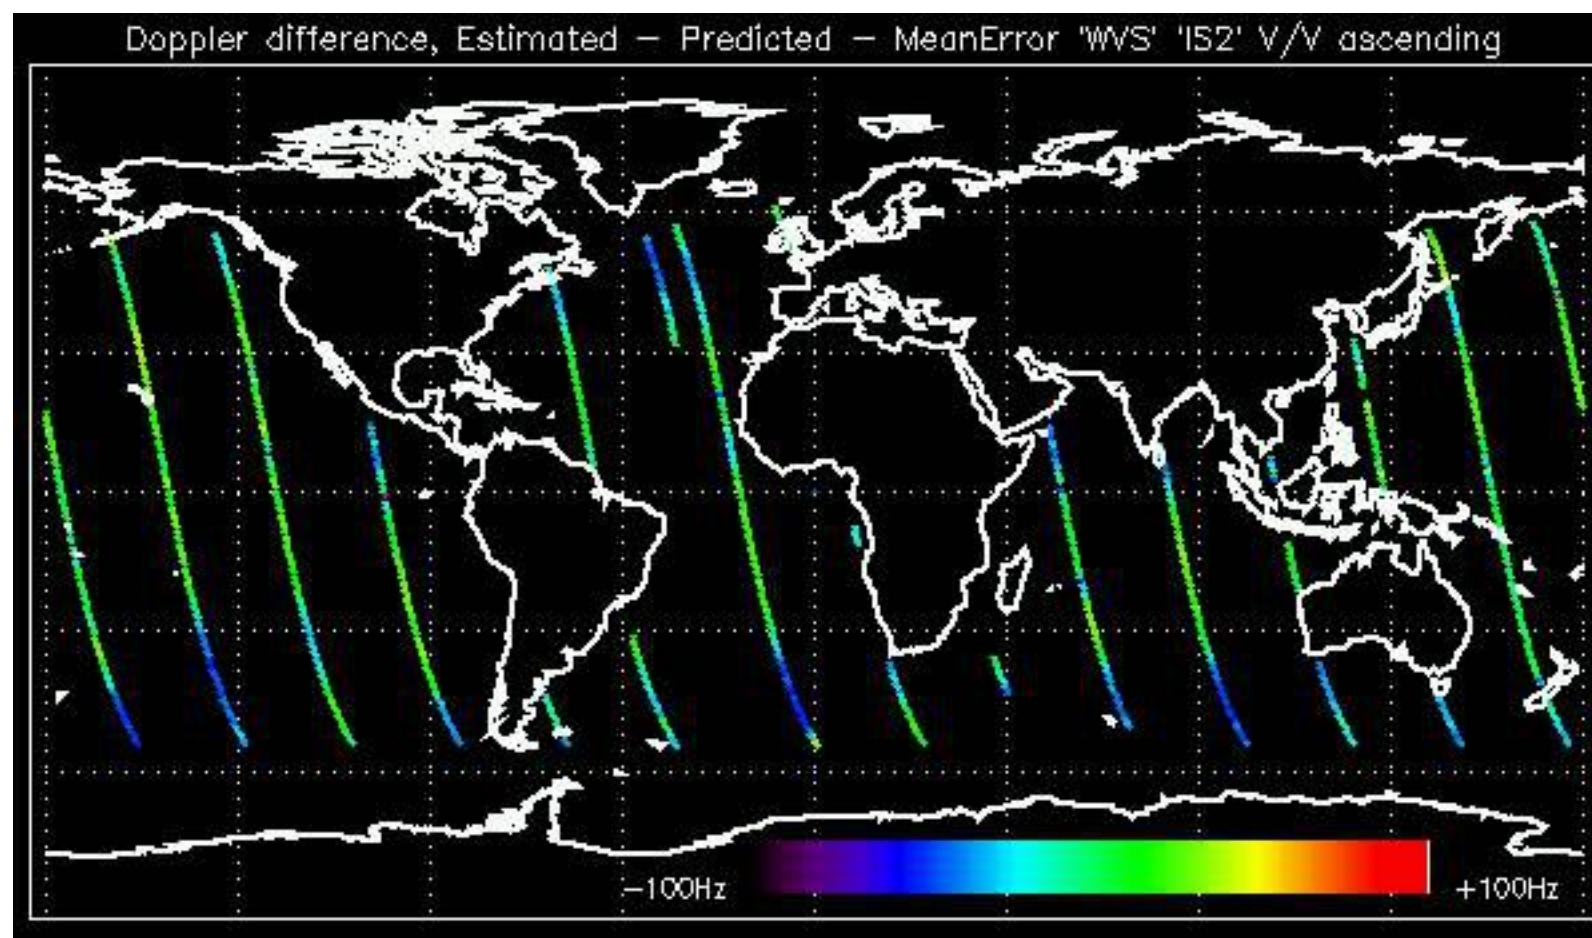 Doppler difference, Estimated – Predicted – MeanError 'WVS' 'IS2' V/V ascending
–100Hz
+100Hz